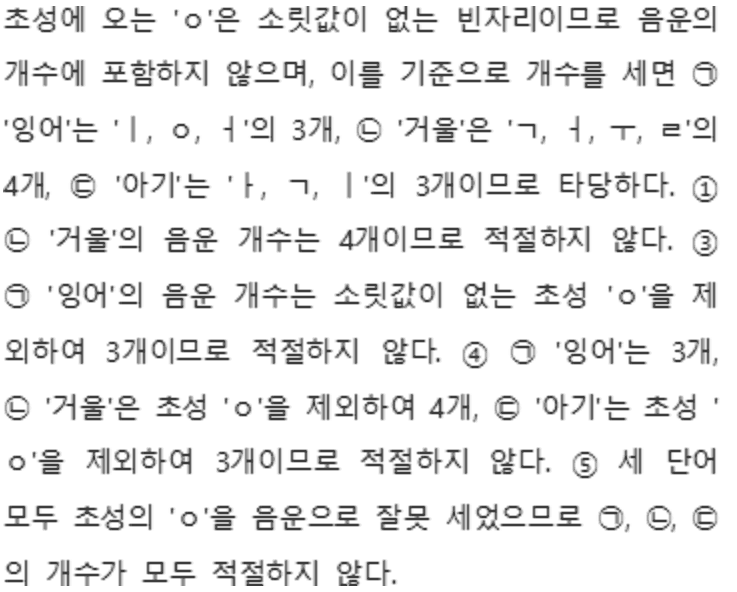 초성에 오는 'ㅇ'은 소릿값이 없는 빈자리이므로 음운의
개수에 포함하지 않으며, 이를 기준으로 개수를 세면 ㉠
'잉어'는 'ㅣ, ㅇ, ㅓ'의 3개, ㉡ '거울'은 'ㄱ, ㅓ, ㅜ, ㄹ'의
4개, ㉢ '아기'는 'ㅏ, ㄱ, ㅣ'의 3개이므로 타당하다. ①
㉡ '거울'의 음운 개수는 4개이므로 적절하지 않다. ③
㉠ '잉어'의 음운 개수는 소릿값이 없는 초성 'ㅇ'을 제
외하여 3개이므로 적절하지 않다. ④ ㉠ '잉어'는 3개,
㉡ '거울'은 초성 'ㅇ'을 제외하여 4개, ㉢ '아기'는 초성 '
ㅇ'을 제외하여 3개이므로 적절하지 않다. ⑤ 세 단어
모두 초성의 'ㅇ'을 음운으로 잘못 세었으므로 ㉠, ㉡, ㉢
의 개수가 모두 적절하지 않다.